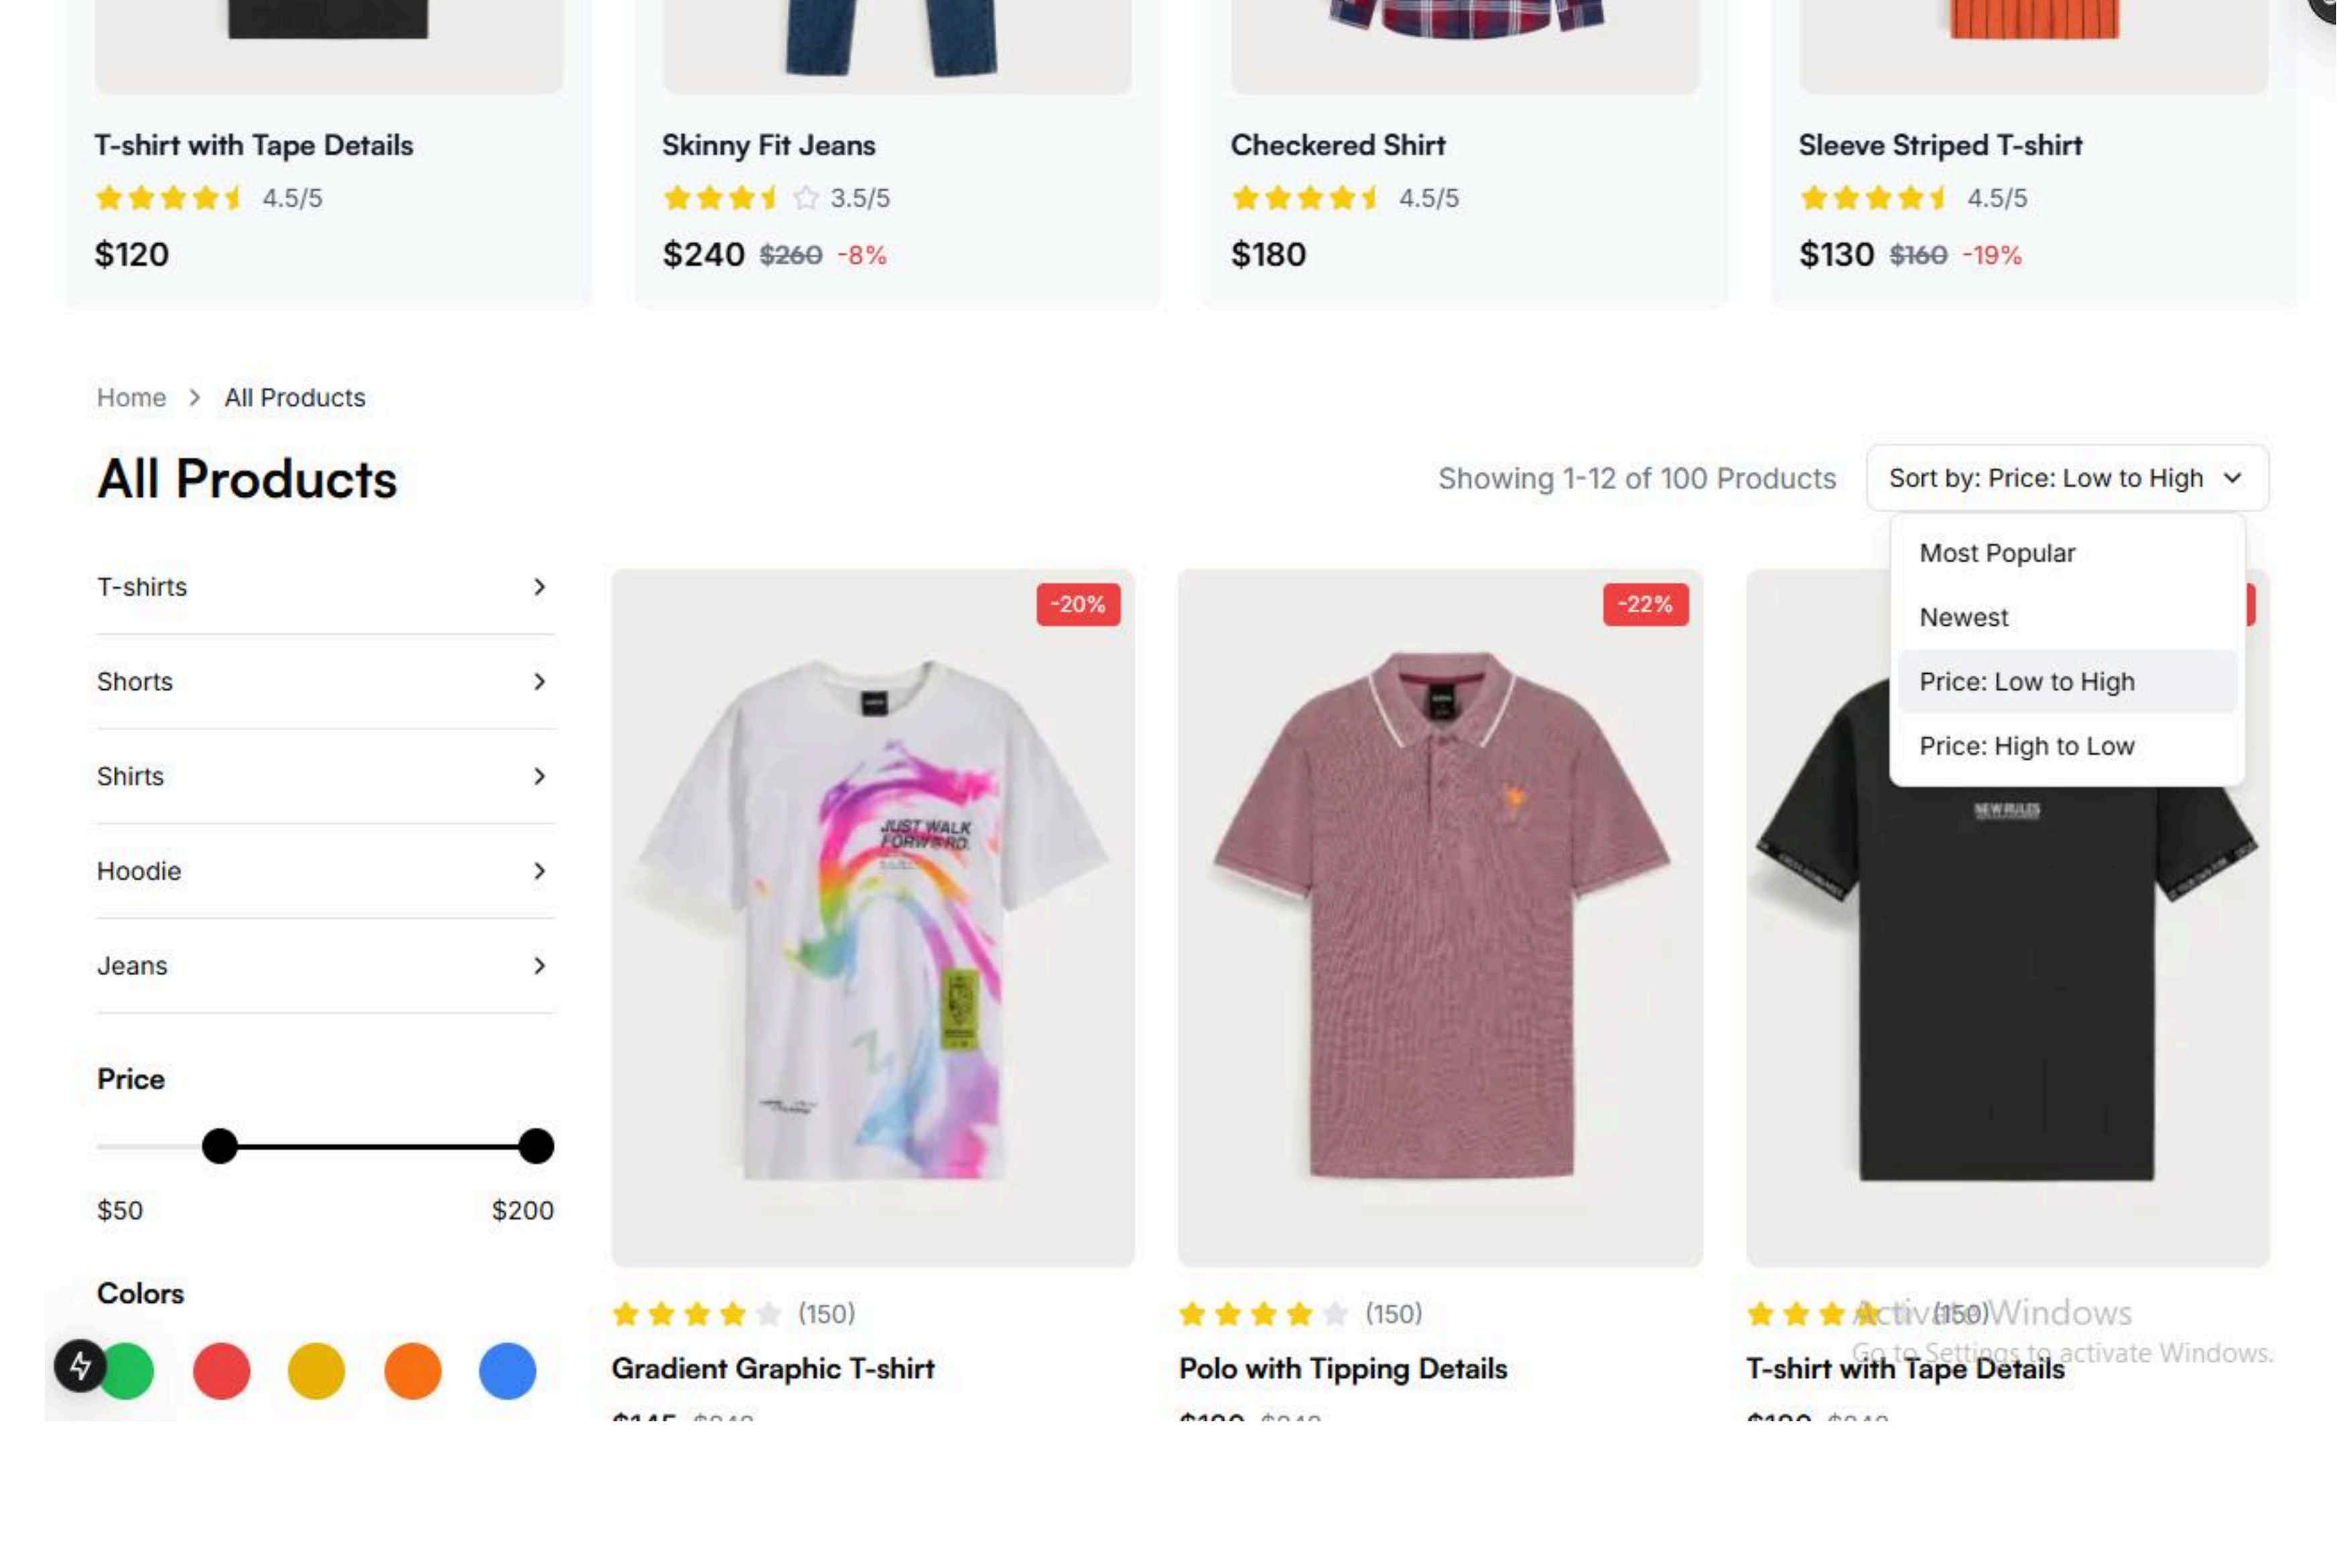 T-shirt with Tape Details
4.5/5
$120
Skinny Fit Jeans
3.5/5
$240 $260 -8%
Checkered Shirt
4.5/5
$180
Sleeve Striped T-shirt
4.5/5
$130 $160 -19%
Home > All Products
All Products
Showing 1-12 of 100 Products
Sort by: Price: Low to High
Most Popular
Newest
Price: Low to High
Price: High to Low
T-shirts
Shorts
Shirts
Hoodie
Jeans
Price
$50
$200
Colors
-20%
JUST WALK
(150)
Gradient Graphic T-shirt
-22%
(150)
Polo with Tipping Details
NEW RULES
(150)
T-shirt with Tape Details
Activate Windows
Go to Settings to activate Windows.